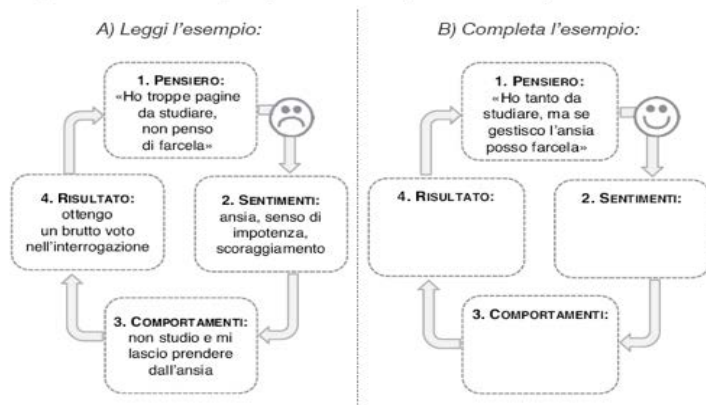 A) Leggi l'esempio:
1. PENSIERO:
«Ho troppe pagine
da studiare,
non penso
di farcela»
2. SENTIMENTI:
ansia, senso di
impotenza,
scoraggiamento
3. COMPORTAMENTI:
non studio e mi
lascio prendere
dall'ansia
4. RISULTATO:
ottengo
un brutto voto
nell'interrogazione
B) Completa l'esempio:
1. PENSIERO:
«Ho tanto da
studiare, ma se
gestisco l'ansia
posso farcela»
2. SENTIMENTI:
3. COMPORTAMENTI:
4. RISULTATO: